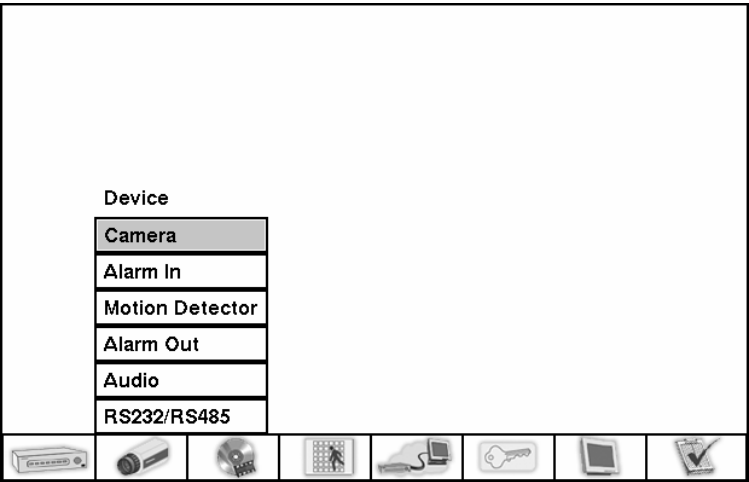 Device
Camera
Alarm In
Motion Detector
Alarm Out
Audio
RS232/RS485